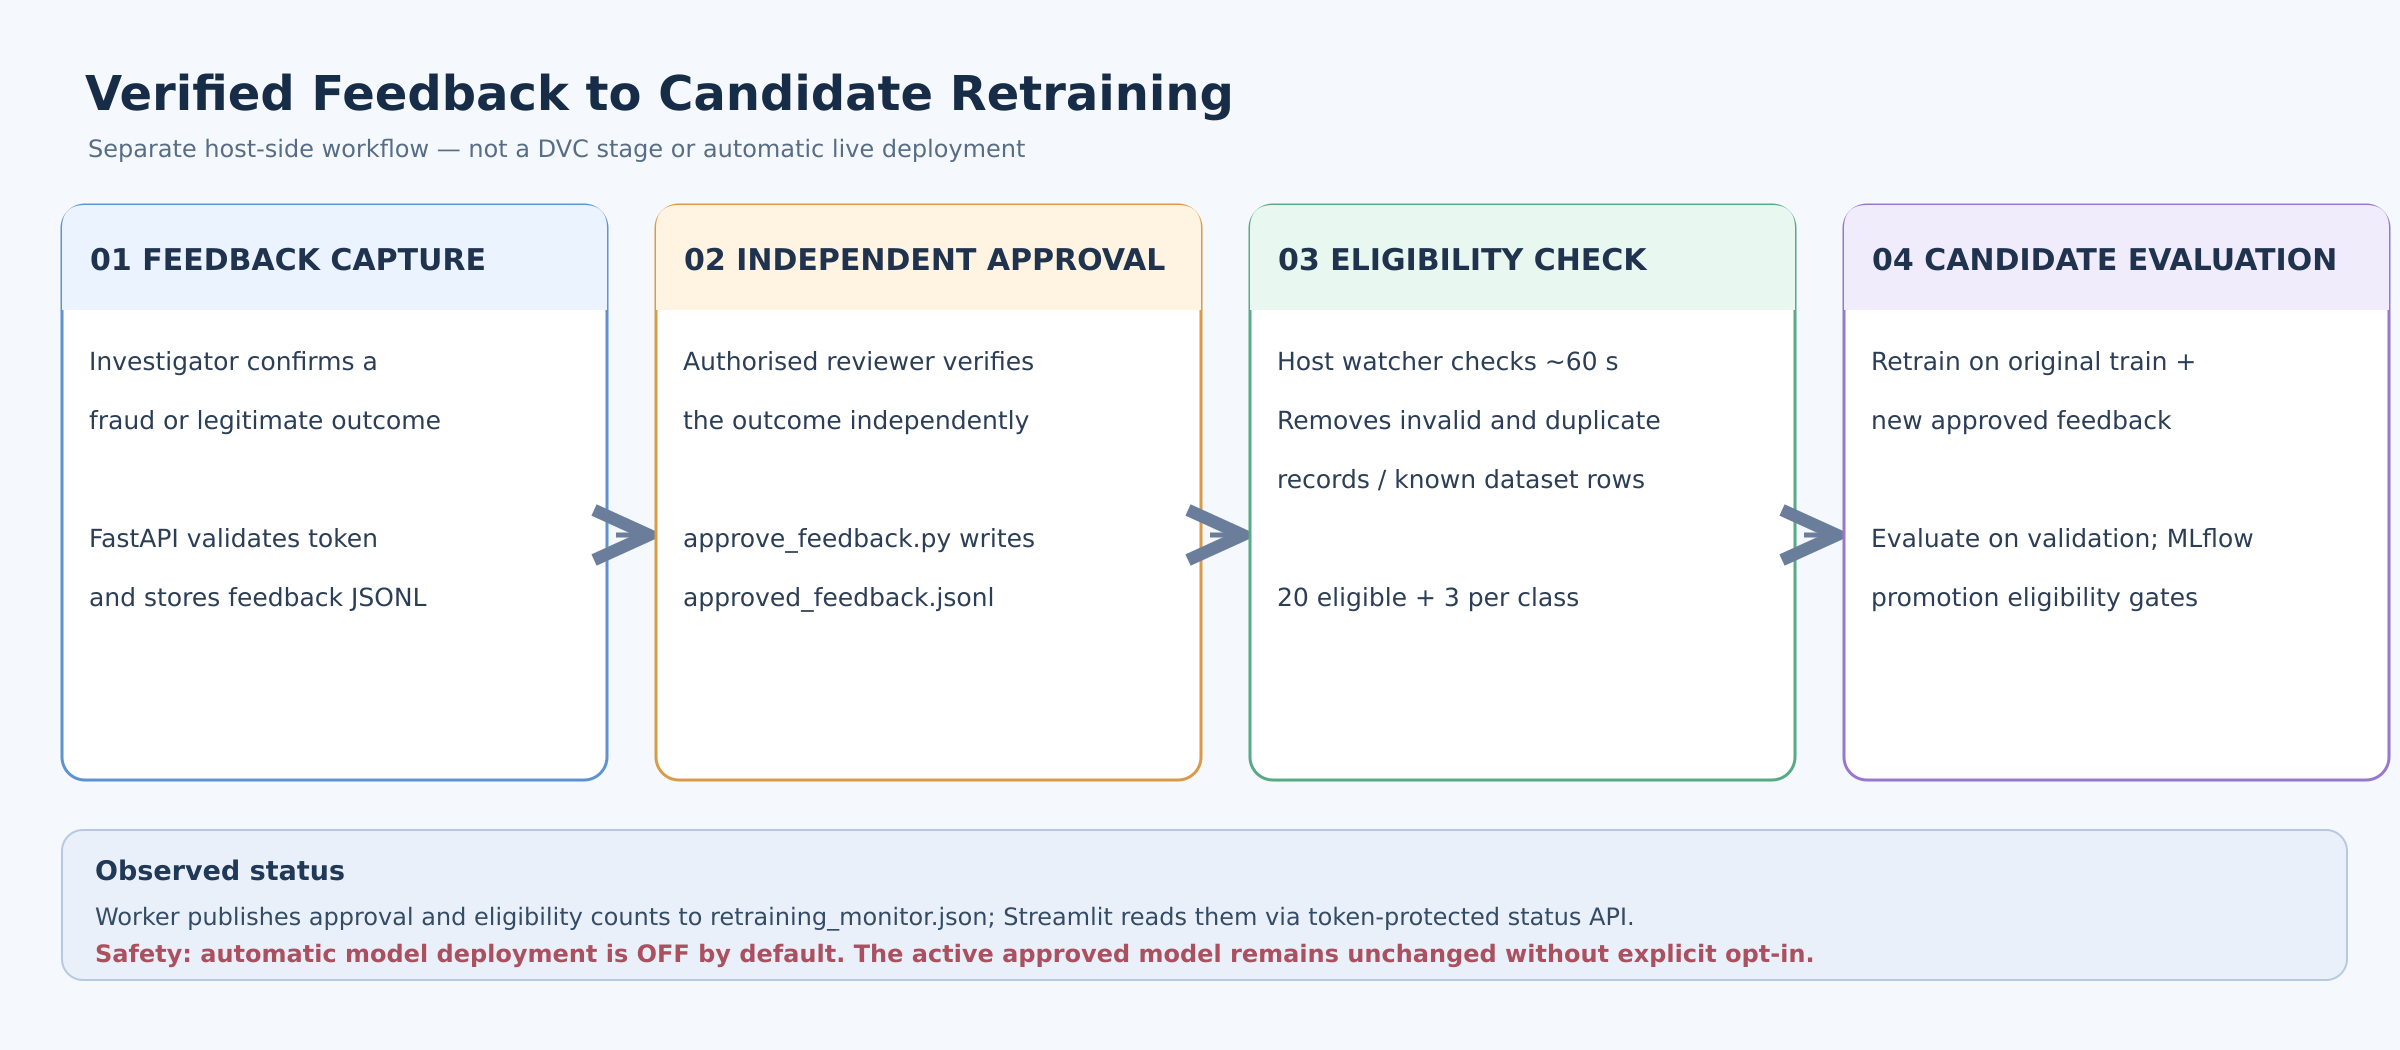 Verified Feedback to Candidate Retraining
Separate host-side workflow — not a DVC stage or automatic live deployment
01 FEEDBACK CAPTURE
Investigator confirms a
fraud or legitimate outcome
FastAPI validates token
and stores feedback JSONL
02 INDEPENDENT APPROVAL
Authorised reviewer verifies
the outcome independently
approve_feedback.py writes
approved_feedback.jsonl
03 ELIGIBILITY CHECK
Host watcher checks ~60 s
Removes invalid and duplicate
records / known dataset rows
20 eligible + 3 per class
04 CANDIDATE EVALUATION
Retrain on original train +
new approved feedback
Evaluate on validation; MLflow
promotion eligibility gates
Observed status
Worker publishes approval and eligibility counts to retraining_monitor.json; Streamlit reads them via token-protected status API.
Safety: automatic model deployment is OFF by default. The active approved model remains unchanged without explicit opt-in.